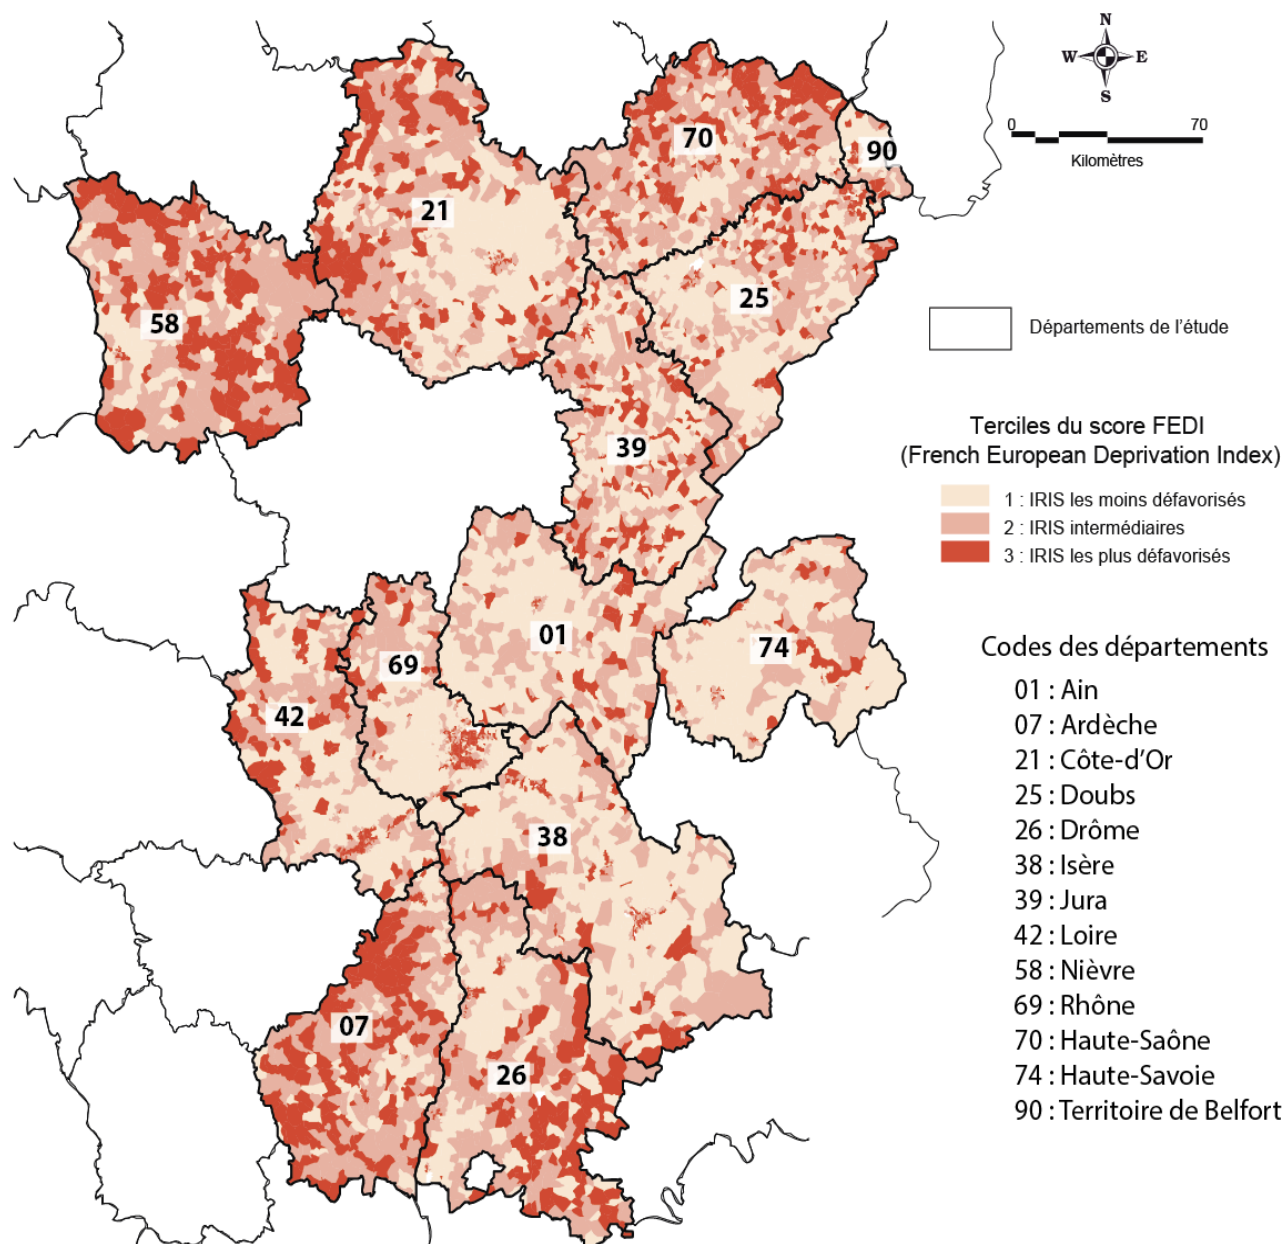 N
W E
S
0 70
Kilomètres
70
90
21
25
58
39
01
74
69
42
38
07
26
Départements de l’étude
Terciles du score FEDI
(French European Deprivation Index)
1 : IRIS les moins défavorisés
2 : IRIS intermédiaires
3 : IRIS les plus défavorisés
Codes des départements
01 : Ain
07 : Ardèche
21 : Côte-d’Or
25 : Doubs
26 : Drôme
38 : Isère
39 : Jura
42 : Loire
58 : Nièvre
69 : Rhône
70 : Haute-Saône
74 : Haute-Savoie
90 : Territoire de Belfort